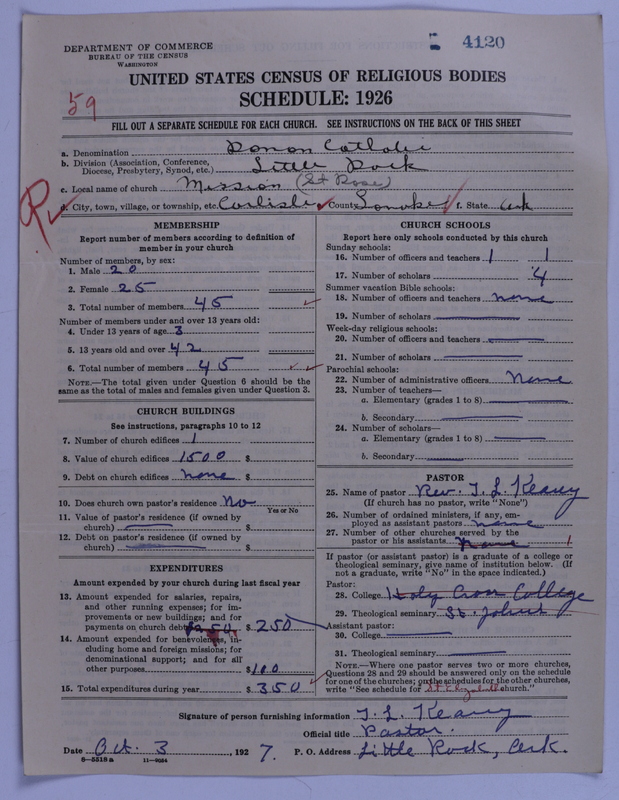 4120
DEPARTMENT OF COMMERCE
BUREAU OF THE CENSUS
WASHINGTON
UNITED STATES CENSUS OF RELIGIOUS BODIES
59
SCHEDULE: 1926
FILL OUT A SEPARATE SCHEDULE FOR EACH CHURCH. SEE INSTRUCTIONS ON THE BACK OF THIS SHEET
a. Denomination Roman Catholic
b. Division (Association, Conference,
Diocese, Presbytery, Synod, etc.) Little Rock
c. Local name of church Mission (St Rose)
R
d. City, town, village, or township, etc. Carlisle County Lonoke f. State Ark
MEMBERSHIP
Report number of members according to definition of
member in your church
Number of members, by sex:
1. Male 20
2. Female 25
3. Total number of members 45
Number of members under and over 13 years old:
4. Under 13 years of age 3
5. 13 years old and over 42
6. Total number of members 45
NOTE.—The total given under Question 6 should be the
same as the total of males and females given under Question 3.
CHURCH BUILDINGS
See instructions, paragraphs 10 to 12
7. Number of church edifices 1
8. Value of church edifices 1500 $
9. Debt on church edifices none $
10. Does church own pastor's residence No
Yes or No
11. Value of pastor's residence (if owned by
church) $
12. Debt on pastor's residence (if owned by
church) $
EXPENDITURES
Amount expended by your church during last fiscal year
13. Amount expended for salaries, repairs,
and other running expenses; for im-
provements or new buildings; and for
payments on church debt $ 250
14. Amount expended for benevolences, in-
cluding home and foreign missions; for
denominational support; and for all
other purposes $ 100
15. Total expenditures during year $ 350
CHURCH SCHOOLS
Report here only schools conducted by this church
Sunday schools:
16. Number of officers and teachers 1 1
17. Number of scholars 4
Summer vacation Bible schools:
18. Number of officers and teachers none
19. Number of scholars
Week-day religious schools:
20. Number of officers and teachers
21. Number of scholars
Parochial schools:
22. Number of administrative officers None
23. Number of teachers—
a. Elementary (grades 1 to 8)
b. Secondary
24. Number of scholars—
a. Elementary (grades 1 to 8)
b. Secondary
PASTOR
25. Name of pastor Rev. T. L. Keany
(If church has no pastor, write "None")
26. Number of ordained ministers, if any, em-
ployed as assistant pastors none
27. Number of other churches served by the
pastor or his assistants none 1
If pastor (or assistant pastor) is a graduate of a college or
theological seminary, give name of institution below. (If
not a graduate, write "No" in the space indicated.)
Pastor:
28. College Holy Cross College
29. Theological seminary St. Johns
Assistant pastor:
30. College
31. Theological seminary
NOTE.—Where one pastor serves two or more churches,
Questions 28 and 29 should be answered only on the schedule
for one of the churches; on the schedules for the other churches,
write "See schedule for St Elizabeth church."
Signature of person furnishing information T. L. Keany
Official title Pastor
Date Oct. 3, 1927. P. O. Address Little Rock, Ark.
8—5518a 11—9054